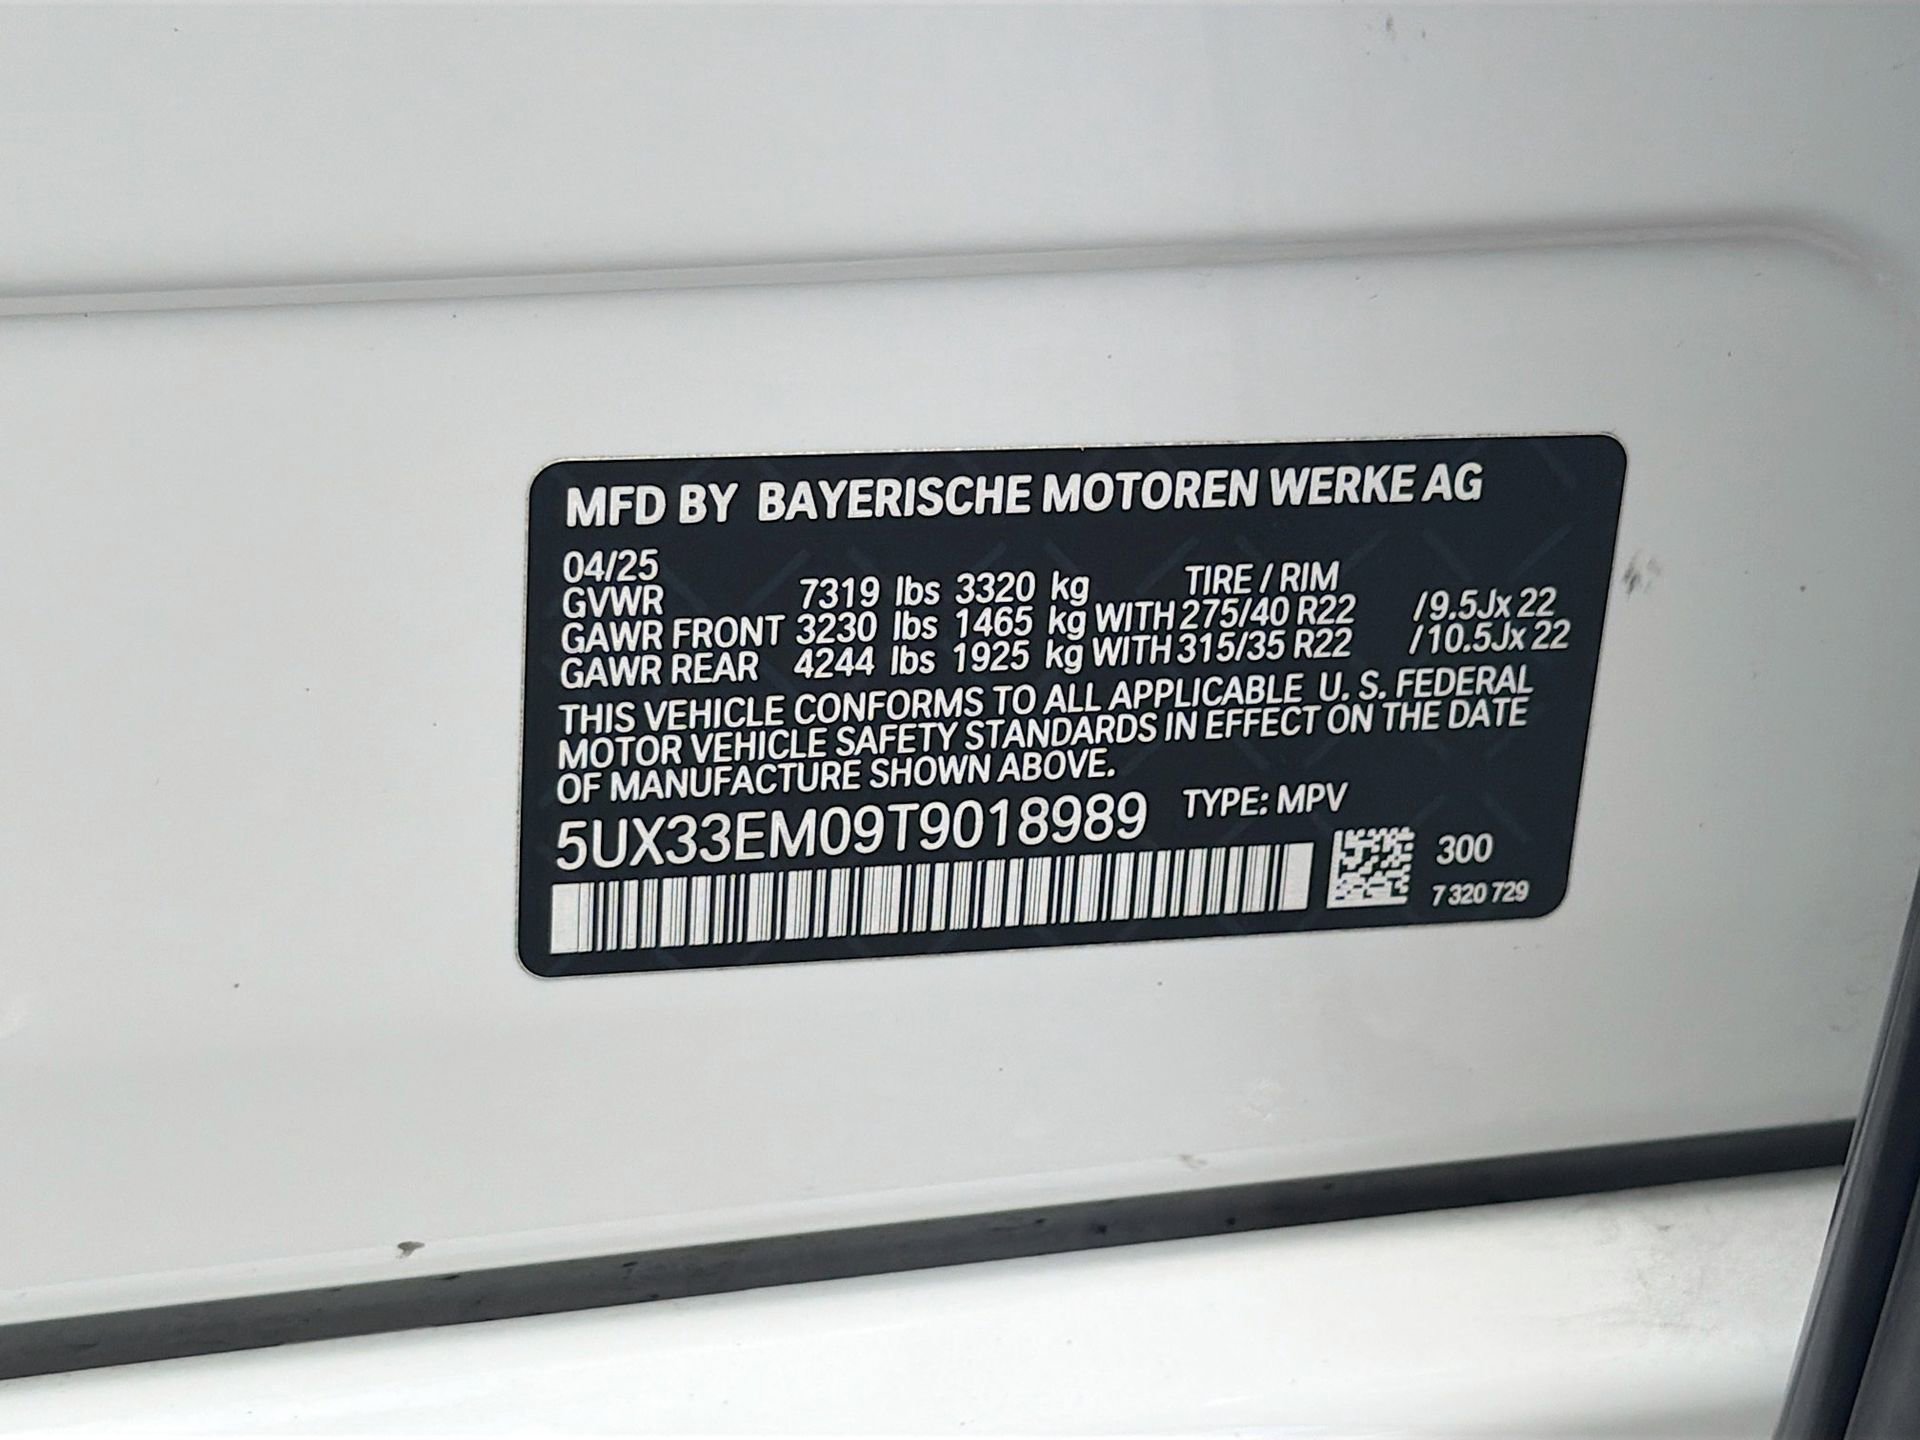 MFD BY BAYERISCHE MOTOREN WERKE AG
04/25
GVWR 7319 lbs 3320 kg TIRE / RIM
GAWR FRONT 3230 lbs 1465 kg WITH 275/40 R22 /9.5Jx 22
GAWR REAR 4244 lbs 1925 kg WITH 315/35 R22 /10.5Jx 22
THIS VEHICLE CONFORMS TO ALL APPLICABLE U. S. FEDERAL
MOTOR VEHICLE SAFETY STANDARDS IN EFFECT ON THE DATE
OF MANUFACTURE SHOWN ABOVE.
5UX33EM09T9018989 TYPE: MPV
300
7 320 729